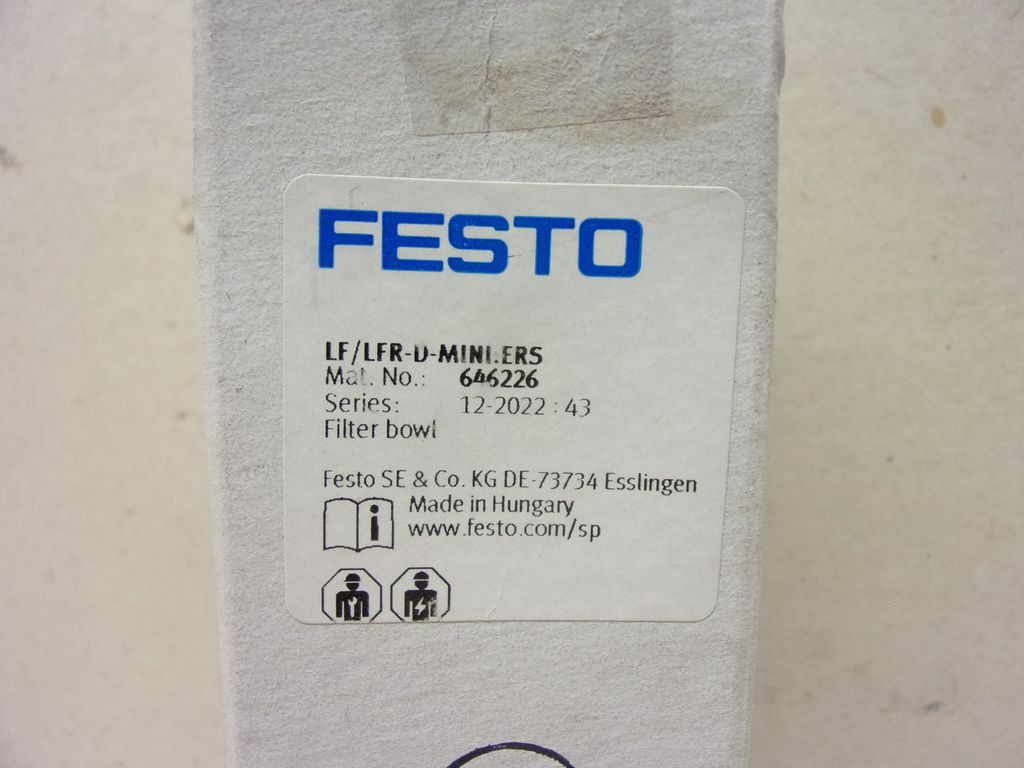 FESTO
LF/LFR-D-MINI:ERS
Mat. No.: 646226
Series: 12-2022 : 43
Filter bowl
Festo SE & Co. KG DE-73734 Esslingen
Made in Hungary
www.festo.com/sp